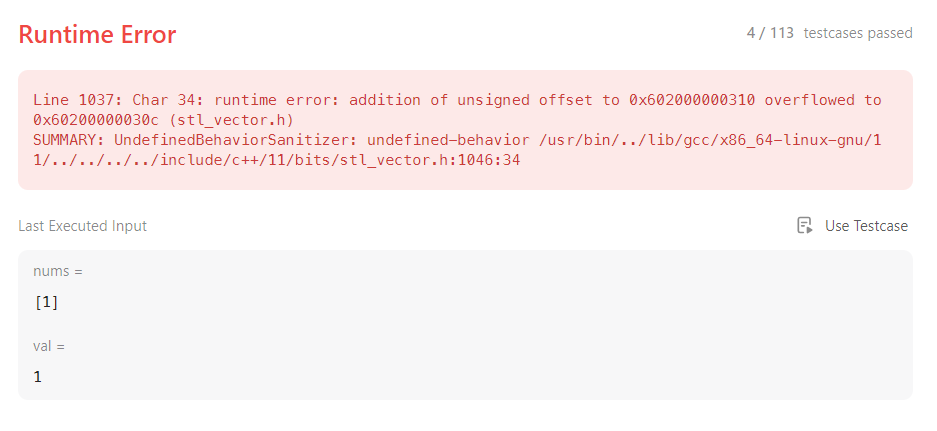 Runtime Error
4 / 113 testcases passed
Line 1037: Char 34: runtime error: addition of unsigned offset to 0x602000000310 overflowed to
0x60200000030c (stl_vector.h)
SUMMARY: UndefinedBehaviorSanitizer: undefined-behavior /usr/bin/../lib/gcc/x86_64-linux-gnu/1
1/../../../../include/c++/11/bits/stl_vector.h:1046:34
Last Executed Input
Use Testcase
nums =
[1]
val =
1